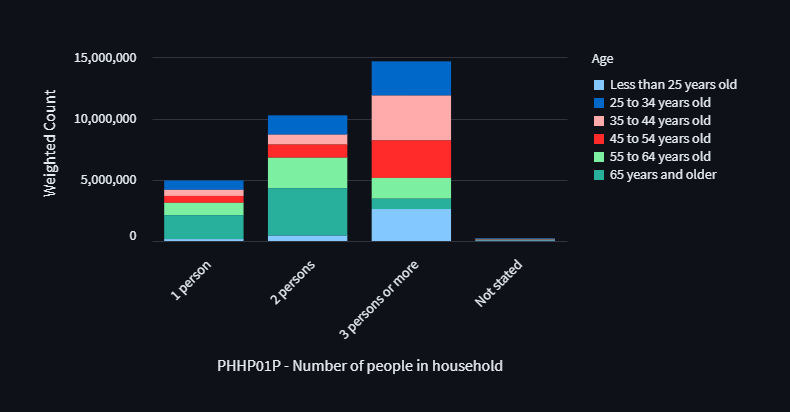 15,000,000
10,000,000
5,000,000
0
Weighted Count
1 person
2 persons
3 persons or more
Not stated
PHHP01P - Number of people in household
Age
Less than 25 years old
25 to 34 years old
35 to 44 years old
45 to 54 years old
55 to 64 years old
65 years and older